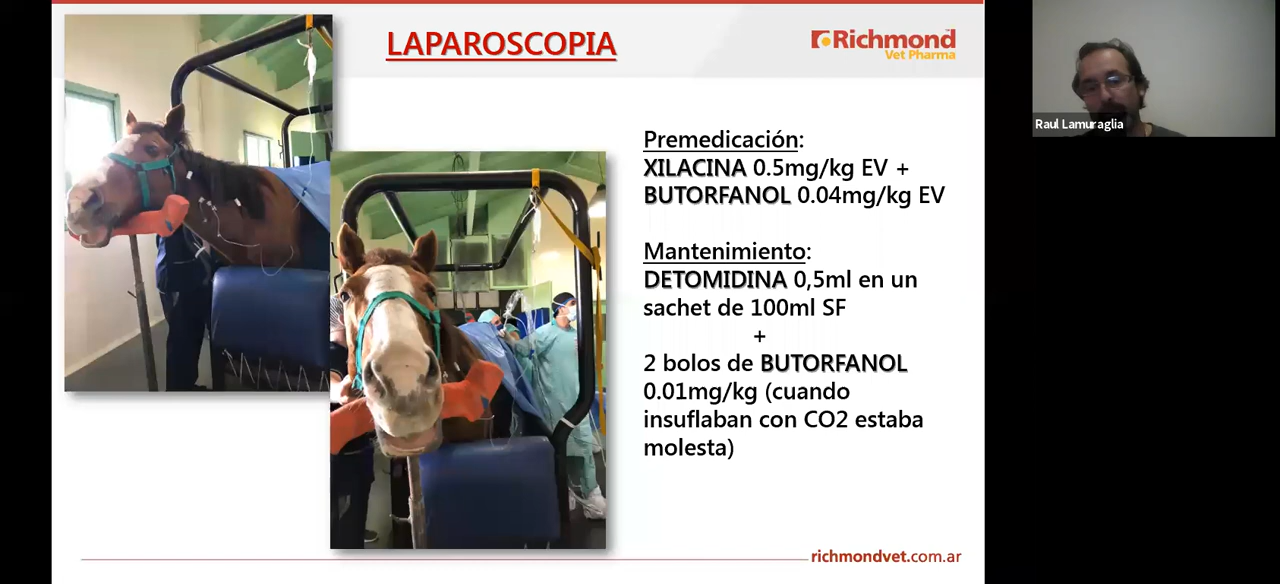 LAPAROSCOPIA
Richmond
Vet Pharma
Raul Lamuraglia
Premedicación:
XILACINA 0.5mg/kg EV +
BUTORFANOL 0.04mg/kg EV
Mantenimiento:
DETOMIDINA 0,5ml en un
sachet de 100ml SF
+
2 bolos de BUTORFANOL
0.01mg/kg (cuando
insuflaban con CO2 estaba
molesta)
richmondvet.com.ar